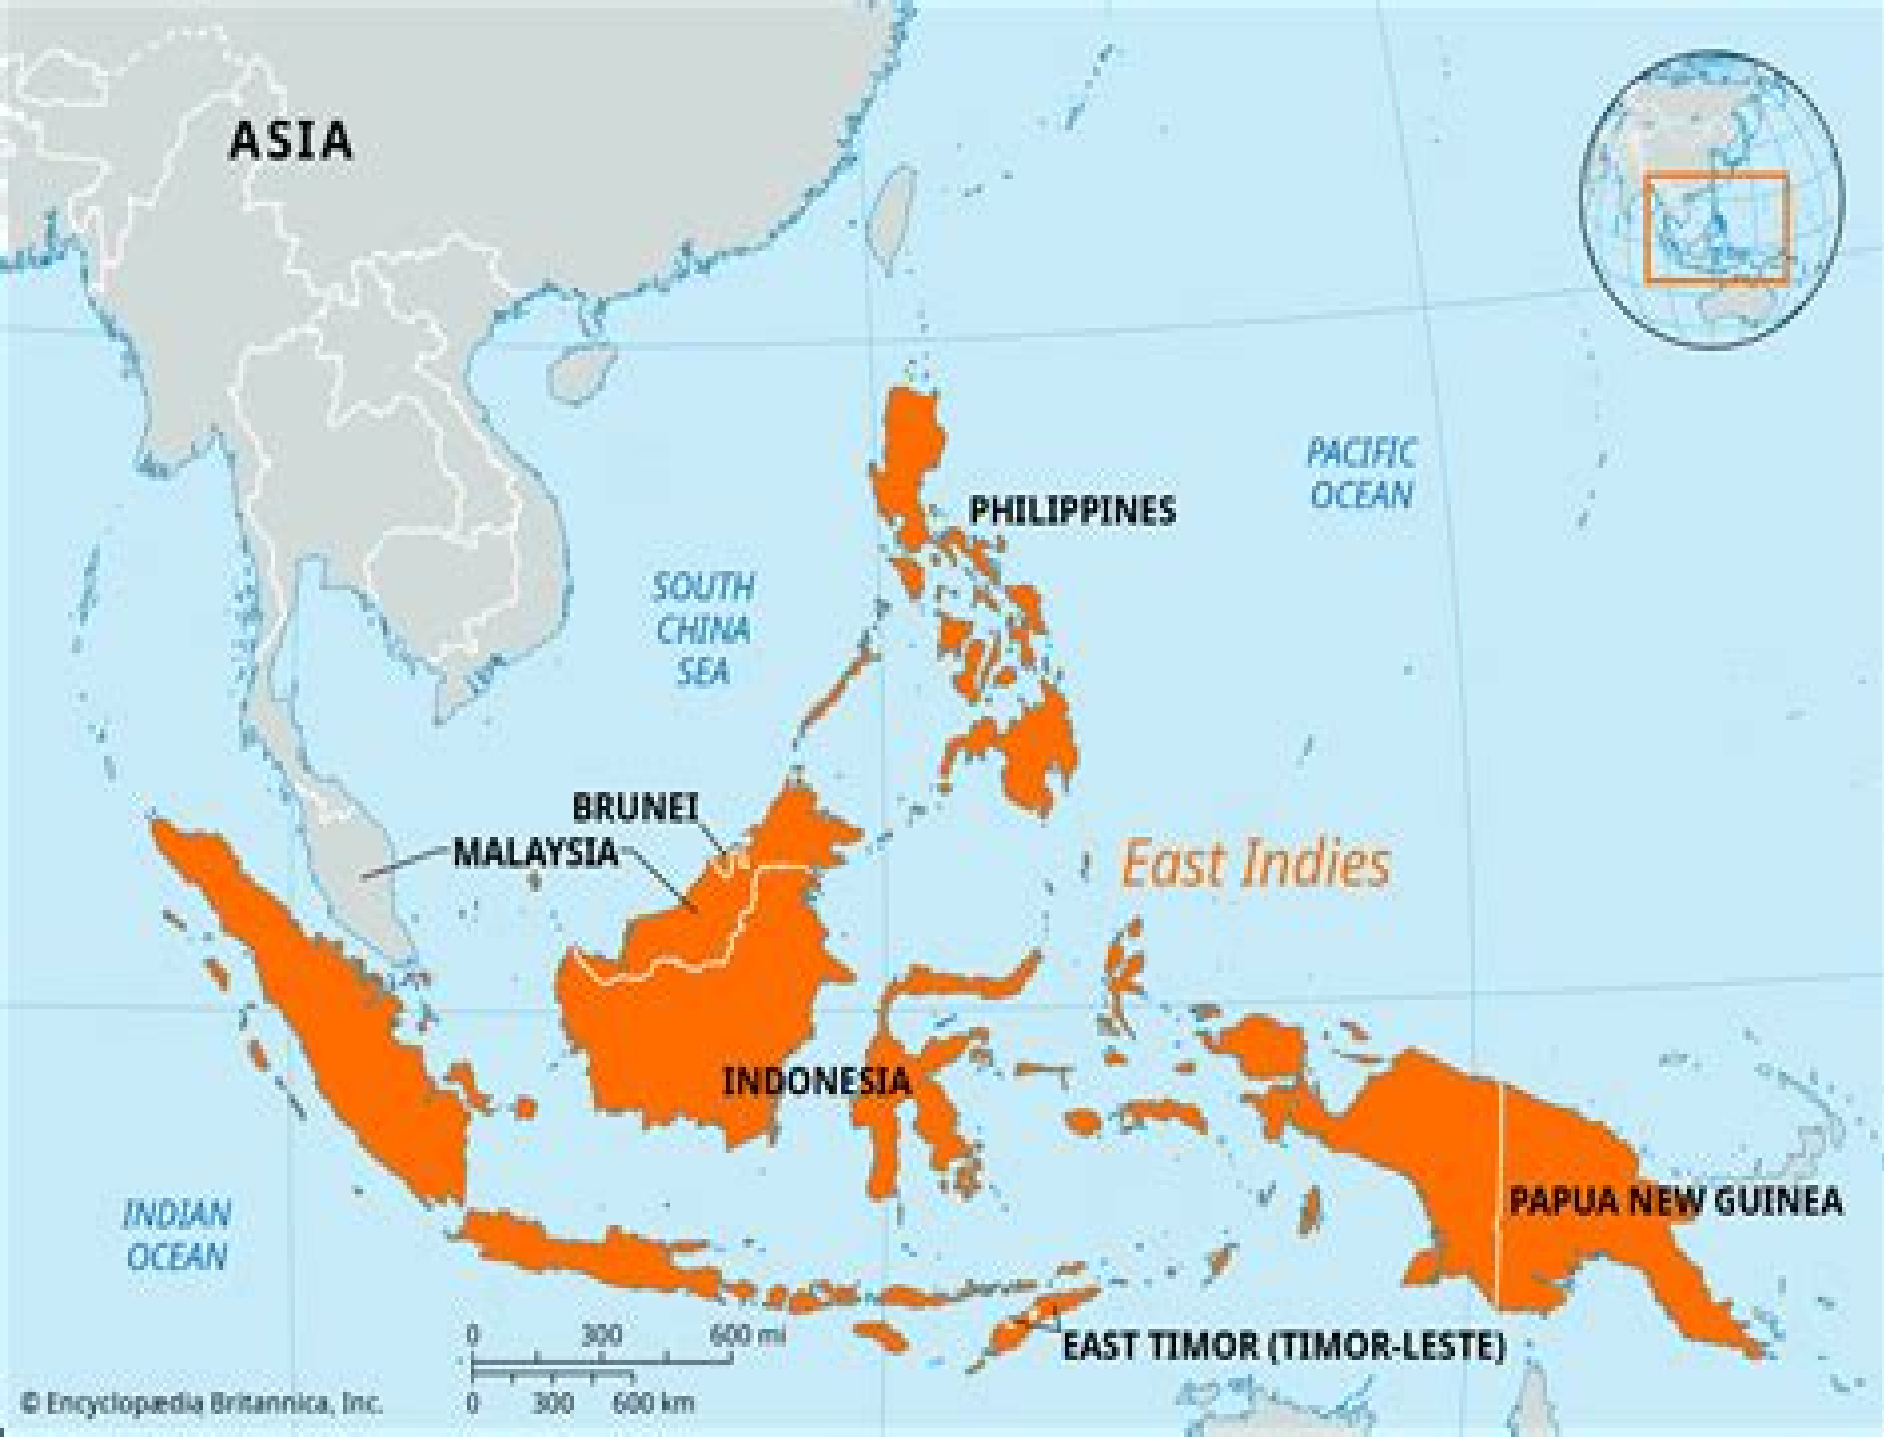 ASIA
PACIFIC
OCEAN
PHILIPPINES
SOUTH
CHINA
SEA
BRUNEI
MALAYSIA
East Indies
INDONESIA
PAPUA NEW GUINEA
INDIAN
OCEAN
EAST TIMOR (TIMOR-LESTE)
0 300 600 mi
0 300 600 km
© Encyclopædia Britannica, Inc.